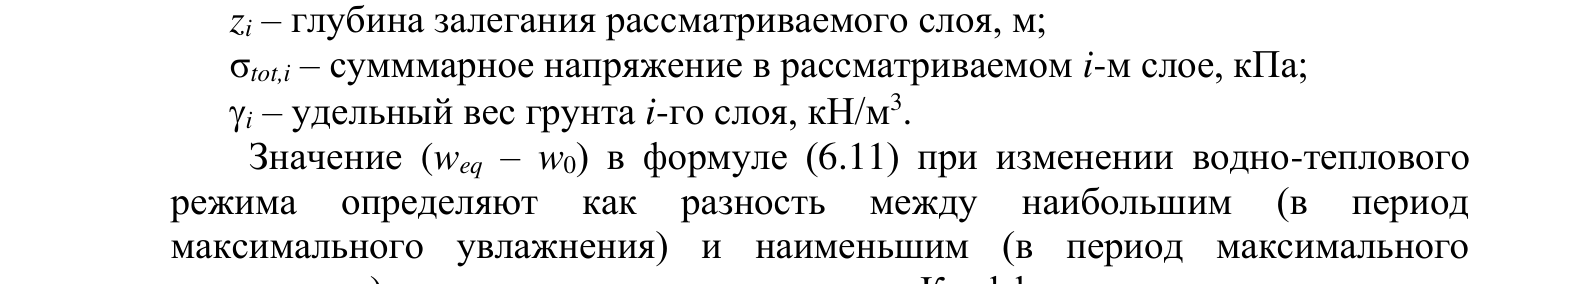 zi – глубина залегания рассматриваемого слоя, м;
σtot,i – сумммарное напряжение в рассматриваемом i-м слое, кПа;
γi – удельный вес грунта i-го слоя, кН/м³.
Значение (weq – w0) в формуле (6.11) при изменении водно-теплового
режима определяют как разность между наибольшим (в период
максимального увлажнения) и наименьшим (в период максимального